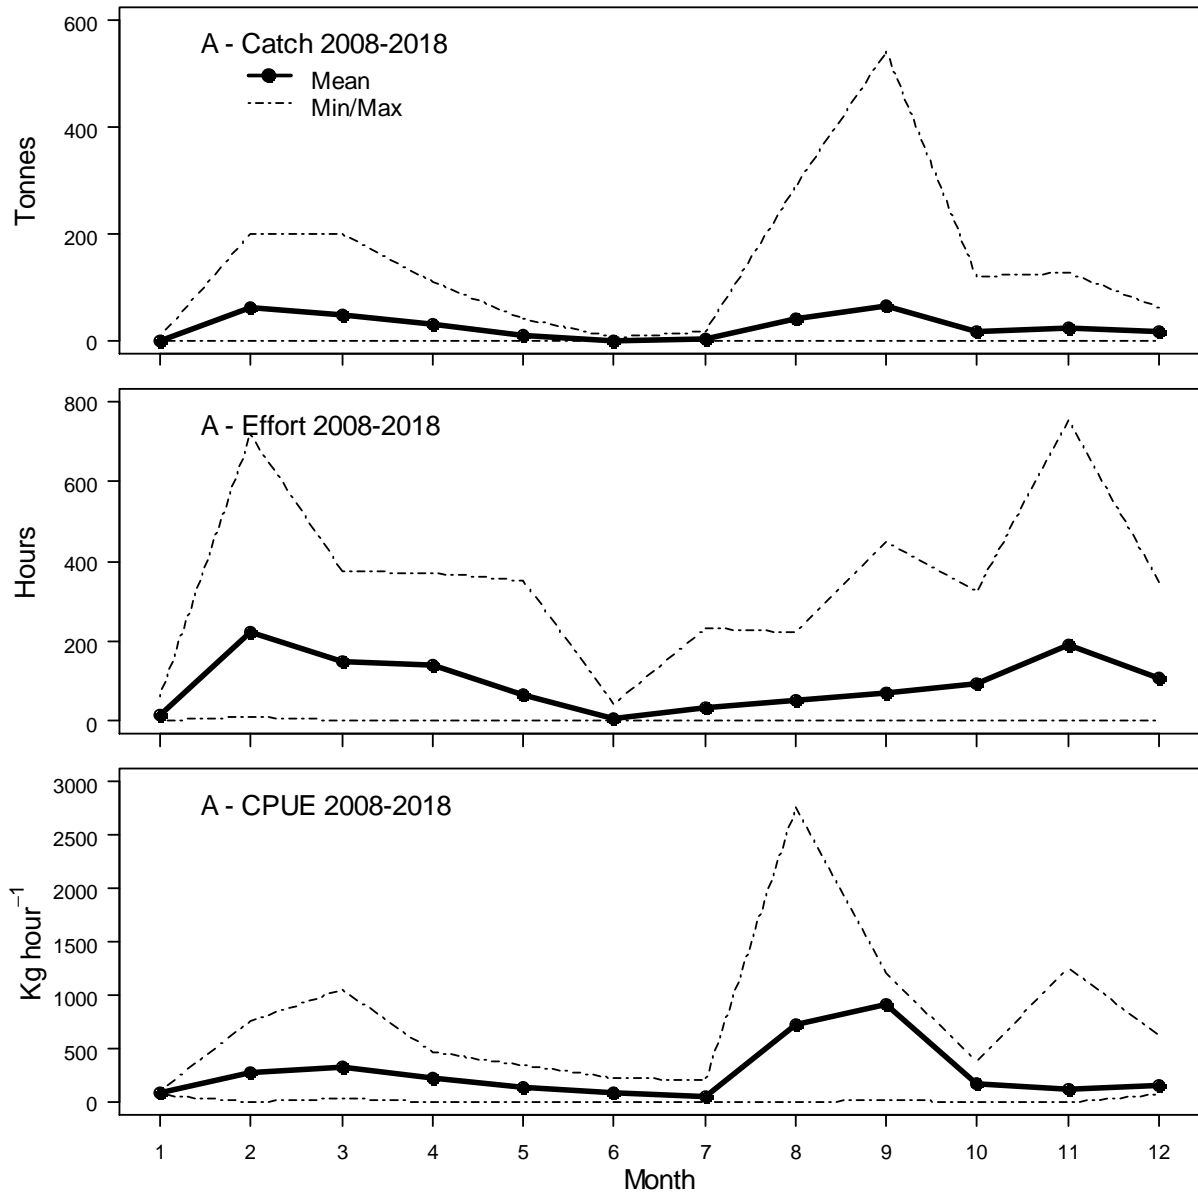 A - Catch 2008-2018
Mean
Min/Max
Tonnes
600
400
200
0
A - Effort 2008-2018
Hours
800
600
400
200
0
A - CPUE 2008-2018
Kg hour⁻¹
3000
2500
2000
1500
1000
500
0
1 2 3 4 5 6 7 8 9 10 11 12
Month